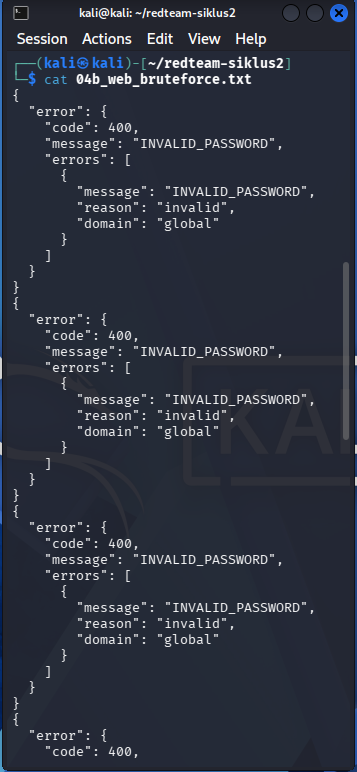 kali@kali: ~/redteam-siklus2
Session Actions Edit View Help
┌──(kali㉿kali)-[~/redteam-siklus2]
└─$ cat 04b_web_bruteforce.txt
{
  "error": {
    "code": 400,
    "message": "INVALID_PASSWORD",
    "errors": [
      {
        "message": "INVALID_PASSWORD",
        "reason": "invalid",
        "domain": "global"
      }
    ]
  }
}
{
  "error": {
    "code": 400,
    "message": "INVALID_PASSWORD",
    "errors": [
      {
        "message": "INVALID_PASSWORD",
        "reason": "invalid",
        "domain": "global"
      }
    ]
  }
}
{
  "error": {
    "code": 400,
    "message": "INVALID_PASSWORD",
    "errors": [
      {
        "message": "INVALID_PASSWORD",
        "reason": "invalid",
        "domain": "global"
      }
    ]
  }
}
{
  "error": {
    "code": 400,